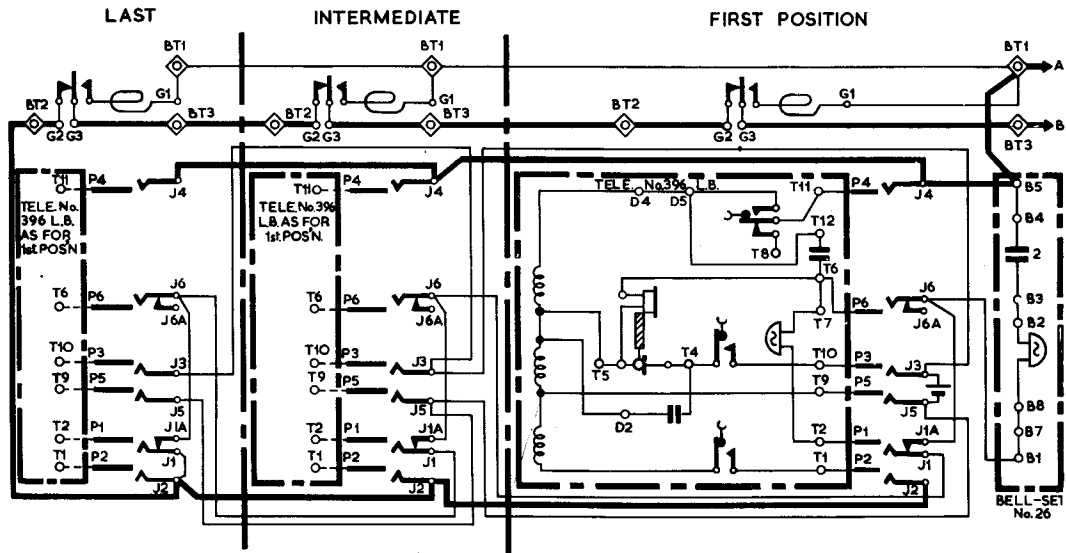 LAST INTERMEDIATE FIRST POSITION
BT1 BT1 BT1 A
G1 G1 G1
BT2 BT3 BT2 BT3 BT2 B
G2 G3 G2 G3 G2 G3 BT3
T11 P4 J4 T11 P4 J4 TELE. No. 396 L.B. T11 P4 J4 B5
D4 D5
TELE. No.
396 L.B.
AS FOR
1st. POS'N
TELE. No. 396
L.B. AS FOR
1st. POS'N.
T12 B4
T8 2
T6 P6 J6 T6 P6 J6 T6 P6 J6 B3
J6A J6A T7 J6A B2
T10 P3 J3 T10 P3 J3 T5 T4 T10 P3 J3
T9 P5 J5 T9 P5 J5 T9 P5 J5
D2 B8
T2 P1 J1A T2 P1 J1A T2 P1 J1A B7
T1 P2 J1 T1 P2 J1 T1 P2 J1 B1
J2 J2 J2
BELL-SET
No. 26